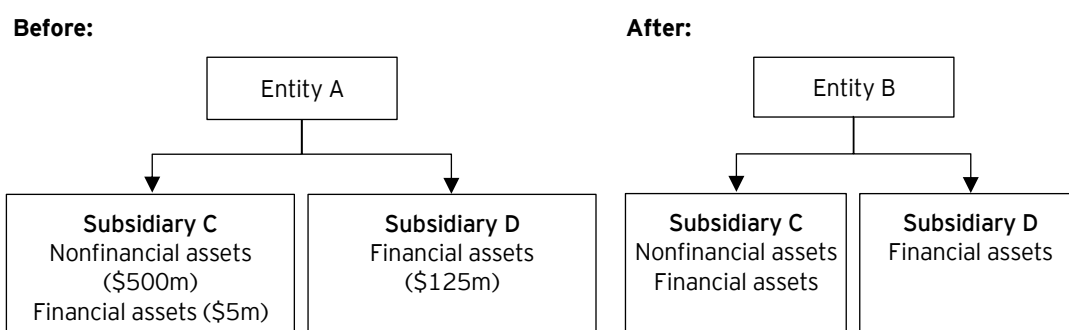 Before:
Entity A
Subsidiary C
Nonfinancial assets
($500m)
Financial assets ($5m)
Subsidiary D
Financial assets
($125m)
After:
Entity B
Subsidiary C
Nonfinancial assets
Financial assets
Subsidiary D
Financial assets